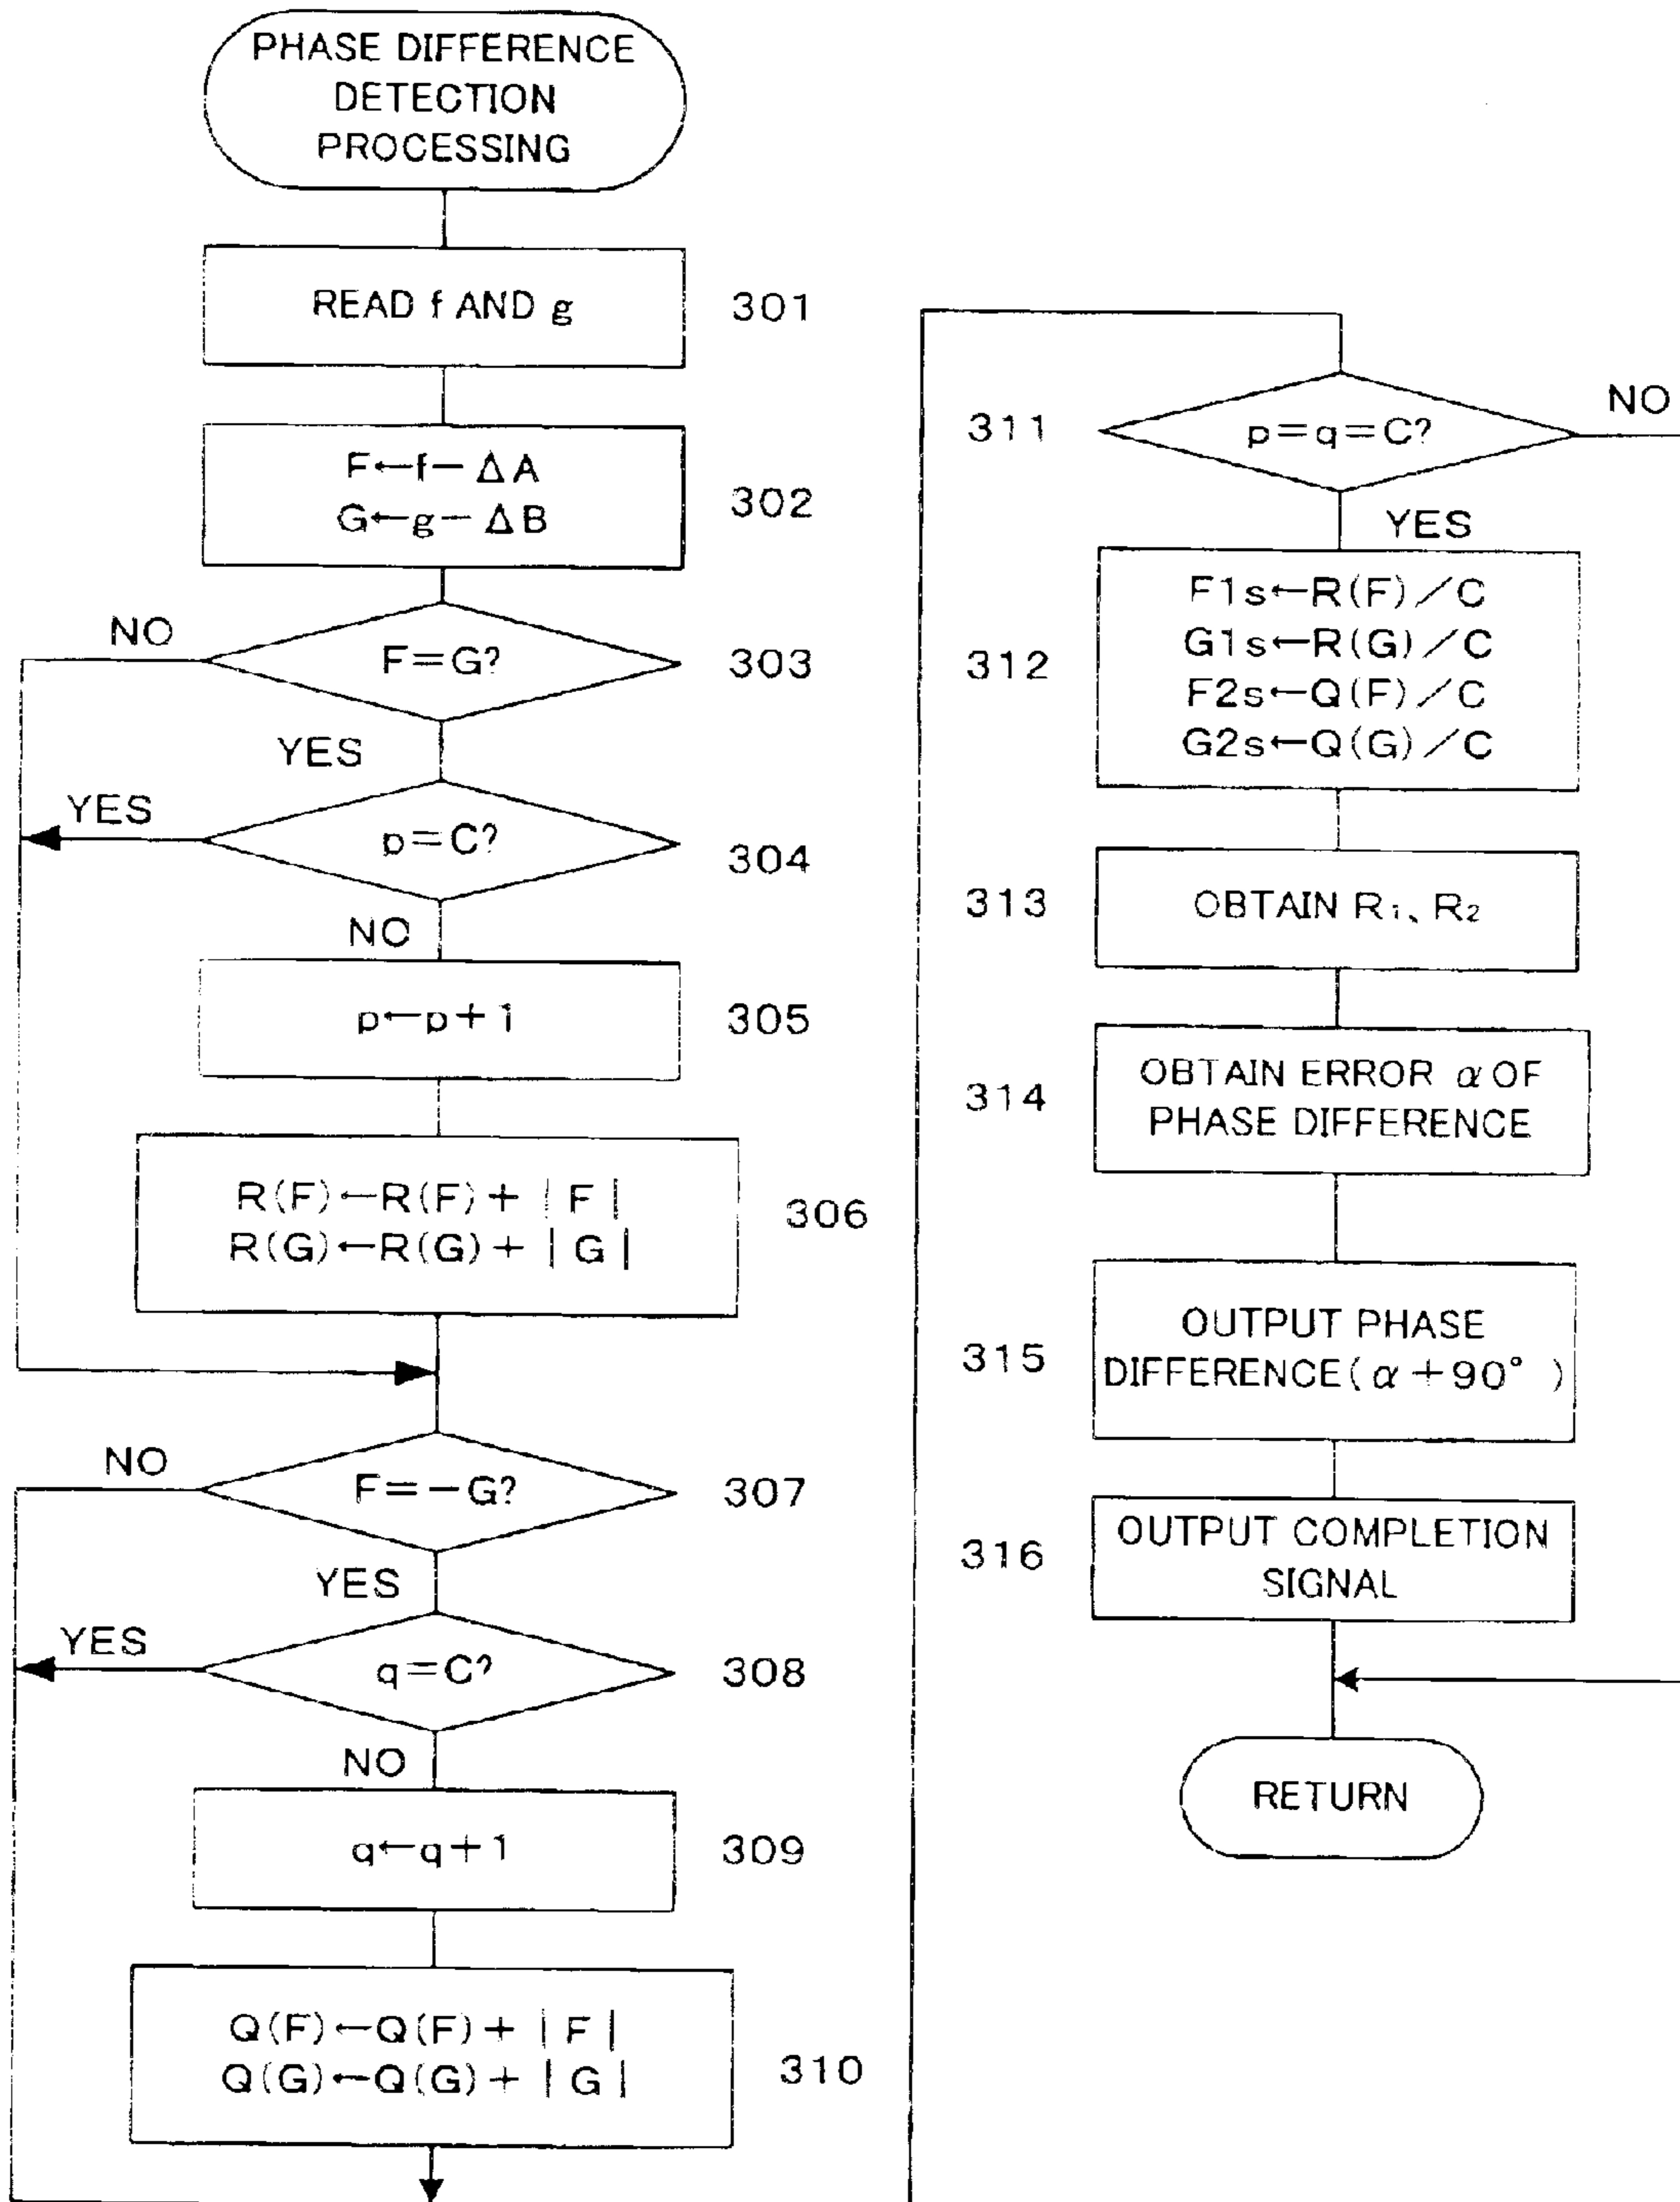 PHASE DIFFERENCE
DETECTION
PROCESSING
READ f AND g
301
F←f−ΔA
G←g−ΔB
302
NO
F=G?
303
YES
YES
p=C?
304
NO
p←p+1
305
R(F)←R(F)+|F|
R(G)←R(G)+|G|
306
NO
F=−G?
307
YES
YES
q=C?
308
NO
q←q+1
309
Q(F)←Q(F)+|F|
Q(G)←Q(G)+|G|
310
311
p=q=C?
NO
YES
312
F1s←R(F)/C
G1s←R(G)/C
F2s←Q(F)/C
G2s←Q(G)/C
313
OBTAIN R₁、R₂
314
OBTAIN ERROR α OF
PHASE DIFFERENCE
315
OUTPUT PHASE
DIFFERENCE(α+90°)
316
OUTPUT COMPLETION
SIGNAL
RETURN